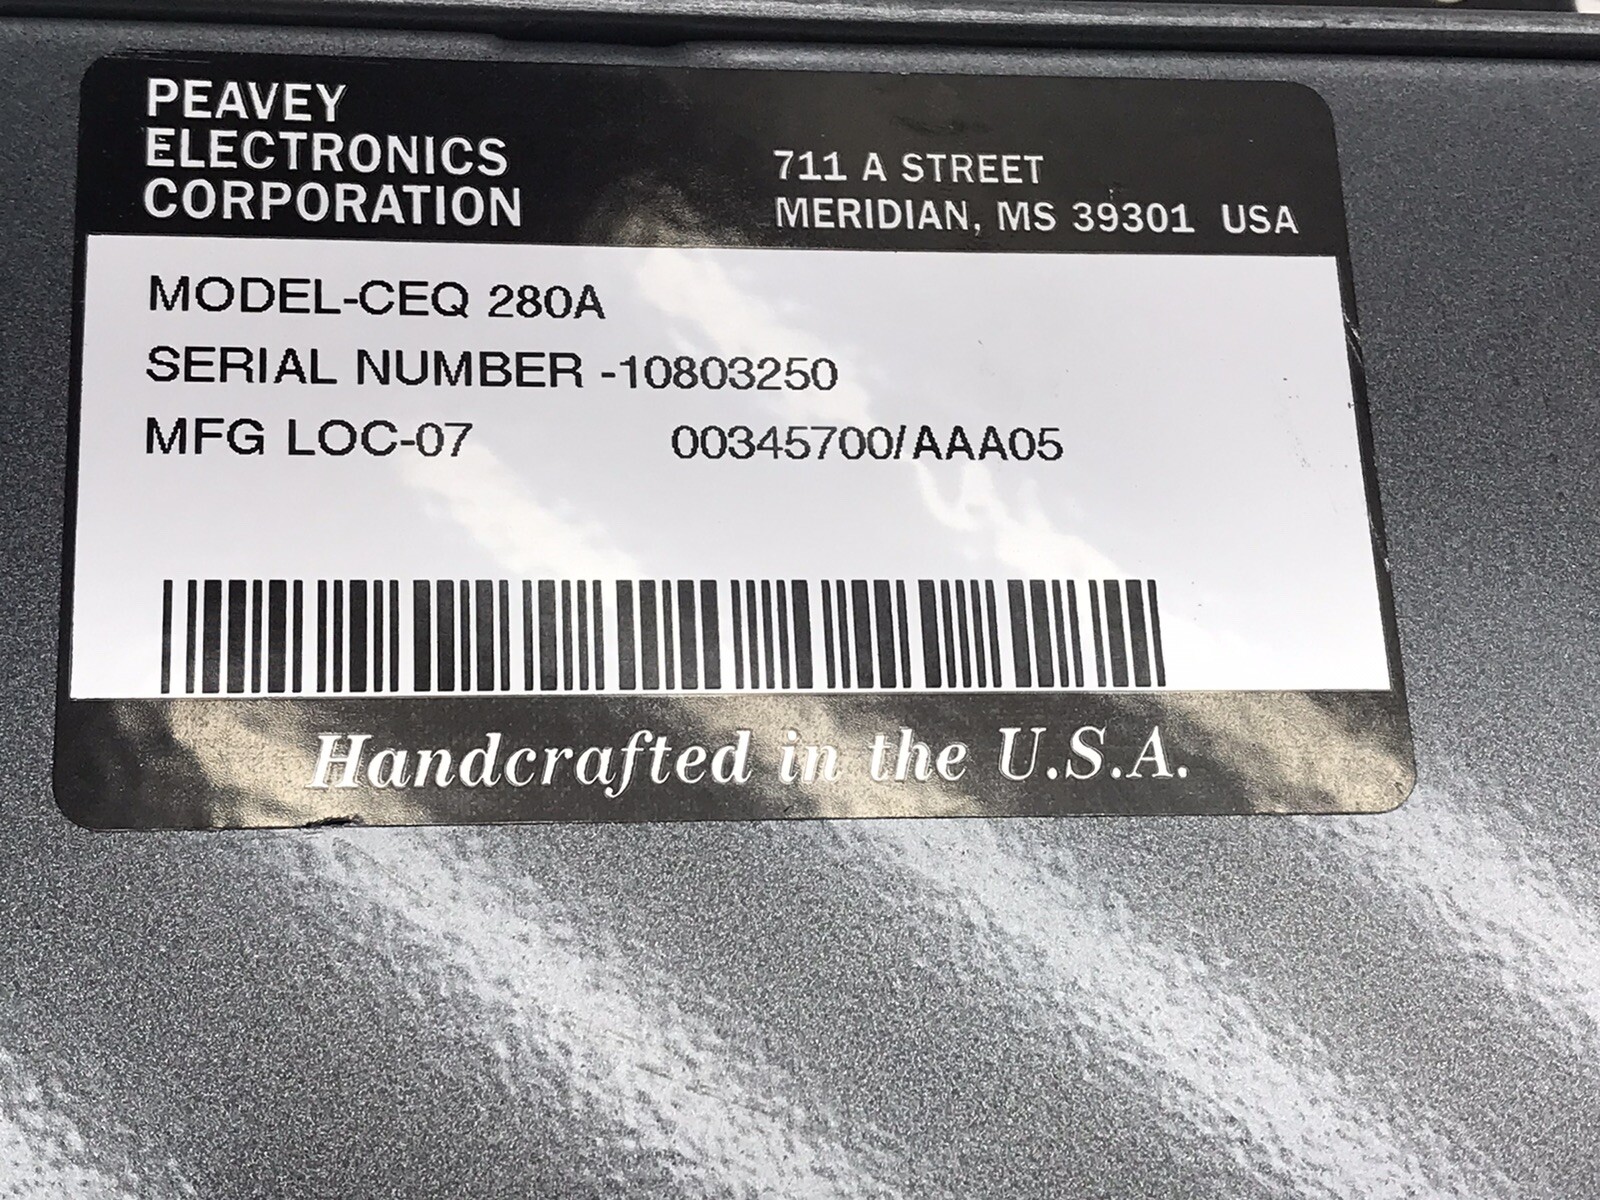 PEAVEY
ELECTRONICS
CORPORATION
711 A STREET
MERIDIAN, MS 39301 USA
MODEL-CEQ 280A
SERIAL NUMBER -10803250
MFG LOC-07 00345700/AAA05
Handcrafted in the U.S.A.